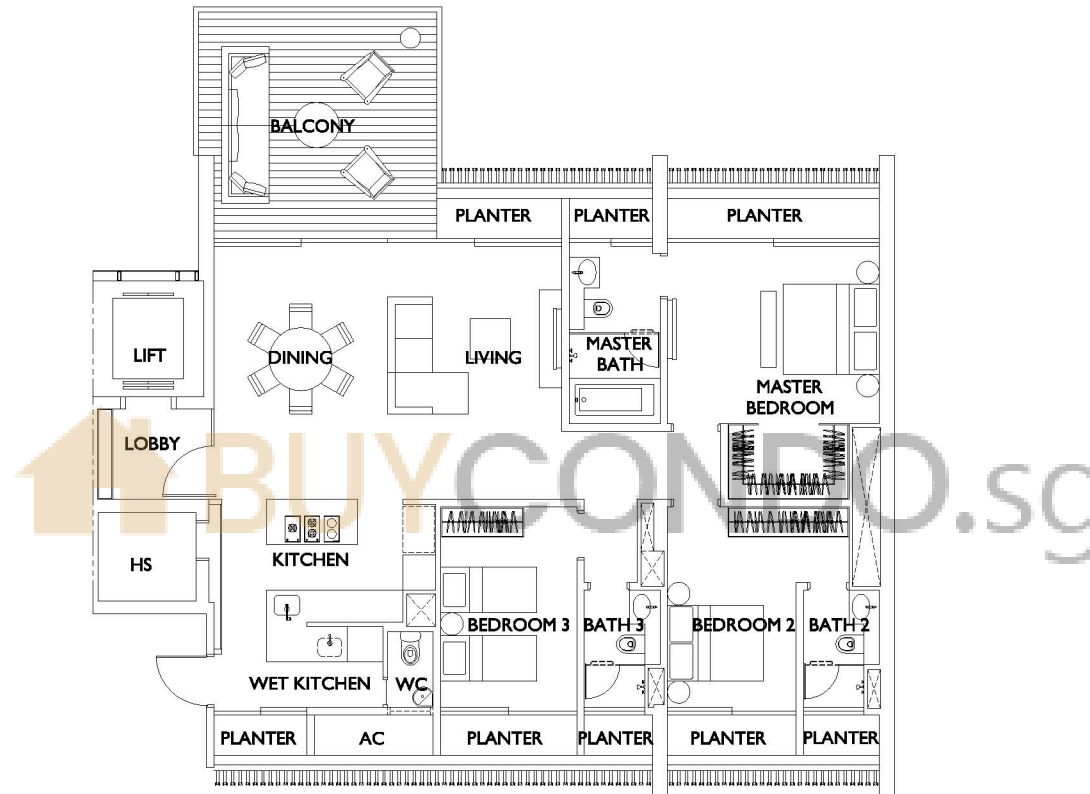 BALCONY
PLANTER PLANTER PLANTER
LIFT
DINING
LIVING
MASTER
BATH
MASTER
BEDROOM
LOBBY
BUYCONDO.sg
HS
KITCHEN
BEDROOM 3
BATH 3
BEDROOM 2
BATH 2
WET KITCHEN
WC
PLANTER
AC
PLANTER
PLANTER
PLANTER
PLANTER